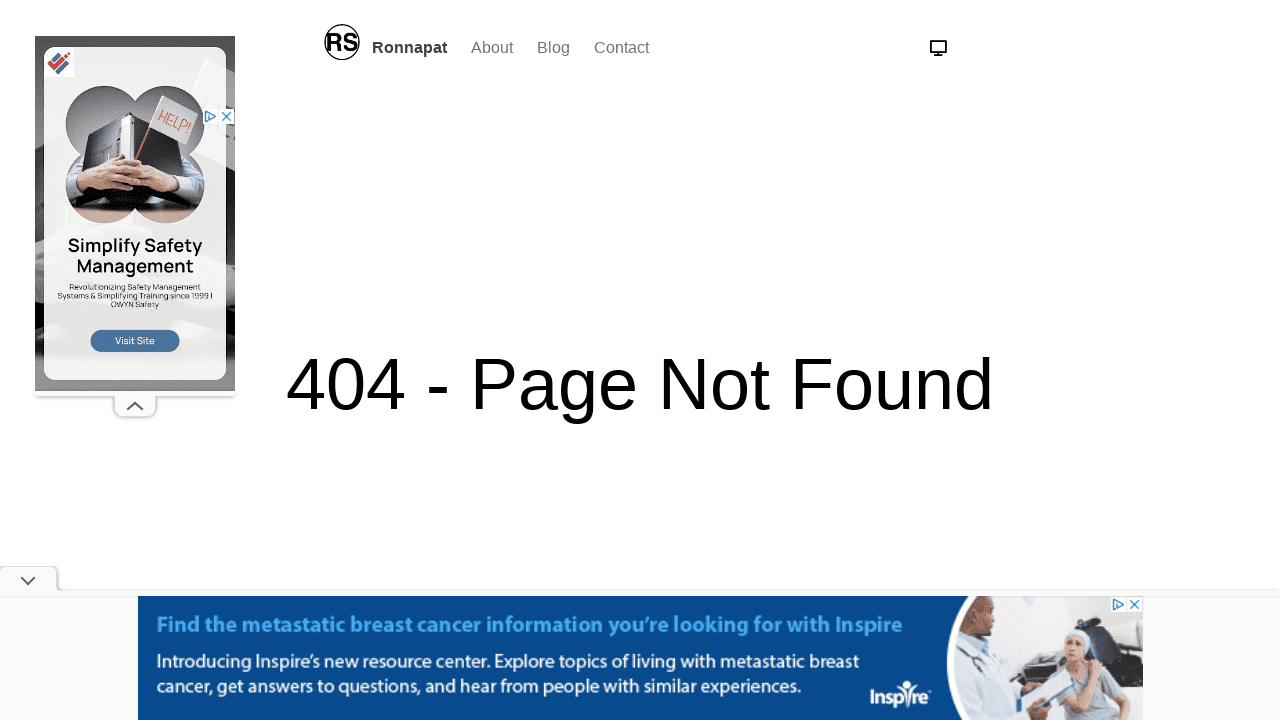 RS
Ronnapat
About
Blog
Contact
HELP!
Simplify Safety
Management
Revolutionizing Safety Management
Systems & Simplifying Training since 1999 |
OWYN Safety
Visit Site
404 - Page Not Found
Find the metastatic breast cancer information you're looking for with Inspire
Introducing Inspire's new resource center. Explore topics of living with metastatic breast
cancer, get answers to questions, and hear from people with similar experiences.
Inspire